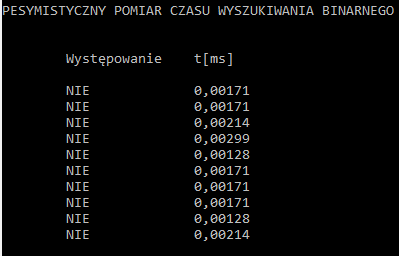 PESYMISTYCZNY POMIAR CZASU WYSZUKIWANIA BINARNEGO
Występowanie t[ms]
NIE 0,00171
NIE 0,00171
NIE 0,00214
NIE 0,00299
NIE 0,00128
NIE 0,00171
NIE 0,00171
NIE 0,00171
NIE 0,00128
NIE 0,00214